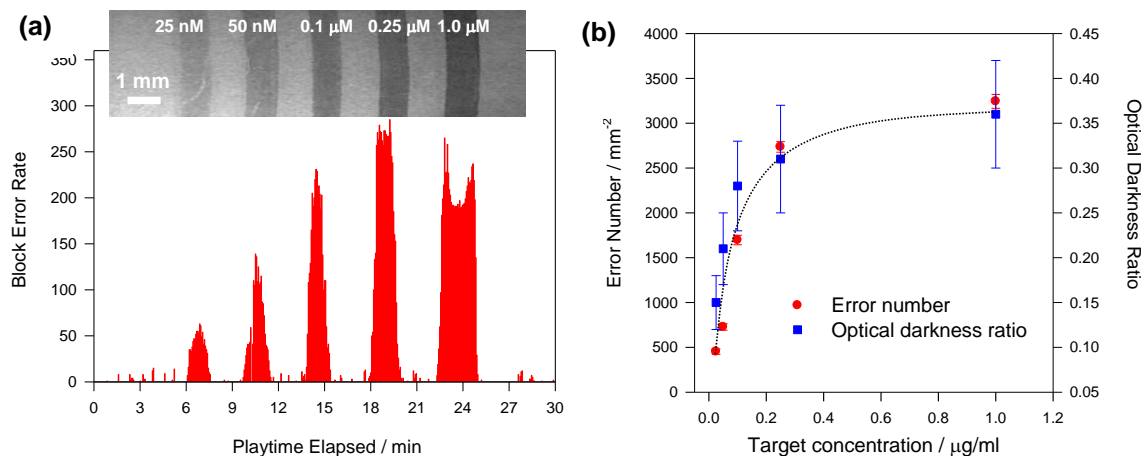 (a)
25 nM 50 nM 0.1 µM 0.25 µM 1.0 µM
1 mm
350
300
250
200
150
100
50
0
0 3 6 9 12 15 18 21 24 27 30
Block Error Rate
Playtime Elapsed / min
(b)
4000
3500
3000
2500
2000
1500
1000
500
0
Error Number / mm-2
0.45
0.40
0.35
0.30
0.25
0.20
0.15
0.10
0.05
Optical Darkness
Ratio
Error number
Optical darkness ratio
0.0 0.2 0.4 0.6 0.8 1.0 1.2
Target concentration / µg/ml